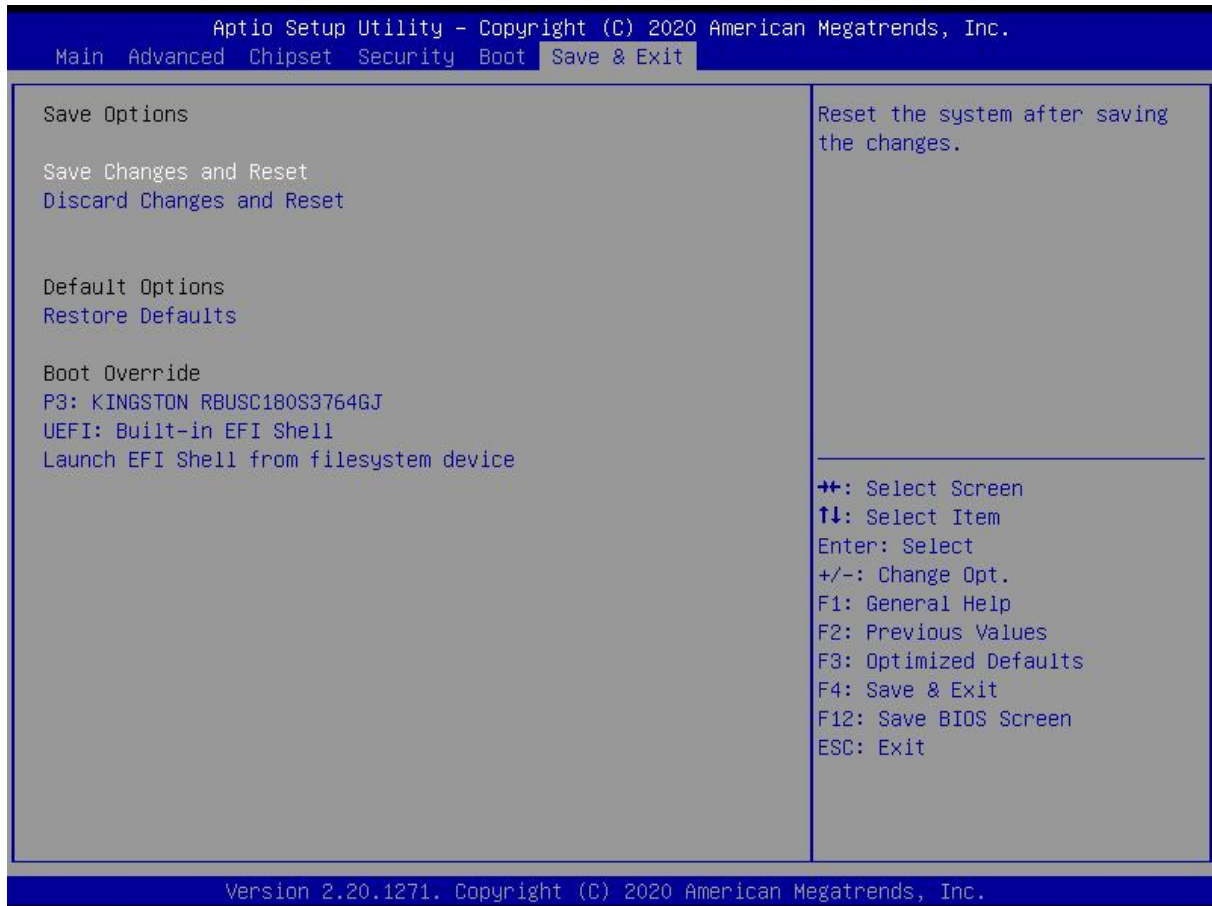 Aptio Setup Utility – Copyright (C) 2020 American Megatrends, Inc.
Main Advanced Chipset Security Boot Save & Exit
Save Options
Save Changes and Reset
Discard Changes and Reset
Default Options
Restore Defaults
Boot Override
P3: KINGSTON RBUSC180S3764GJ
UEFI: Built-in EFI Shell
Launch EFI Shell from filesystem device
Reset the system after saving
the changes.
→←: Select Screen
↑↓: Select Item
Enter: Select
+/-: Change Opt.
F1: General Help
F2: Previous Values
F3: Optimized Defaults
F4: Save & Exit
F12: Save BIOS Screen
ESC: Exit
Version 2.20.1271. Copyright (C) 2020 American Megatrends, Inc.